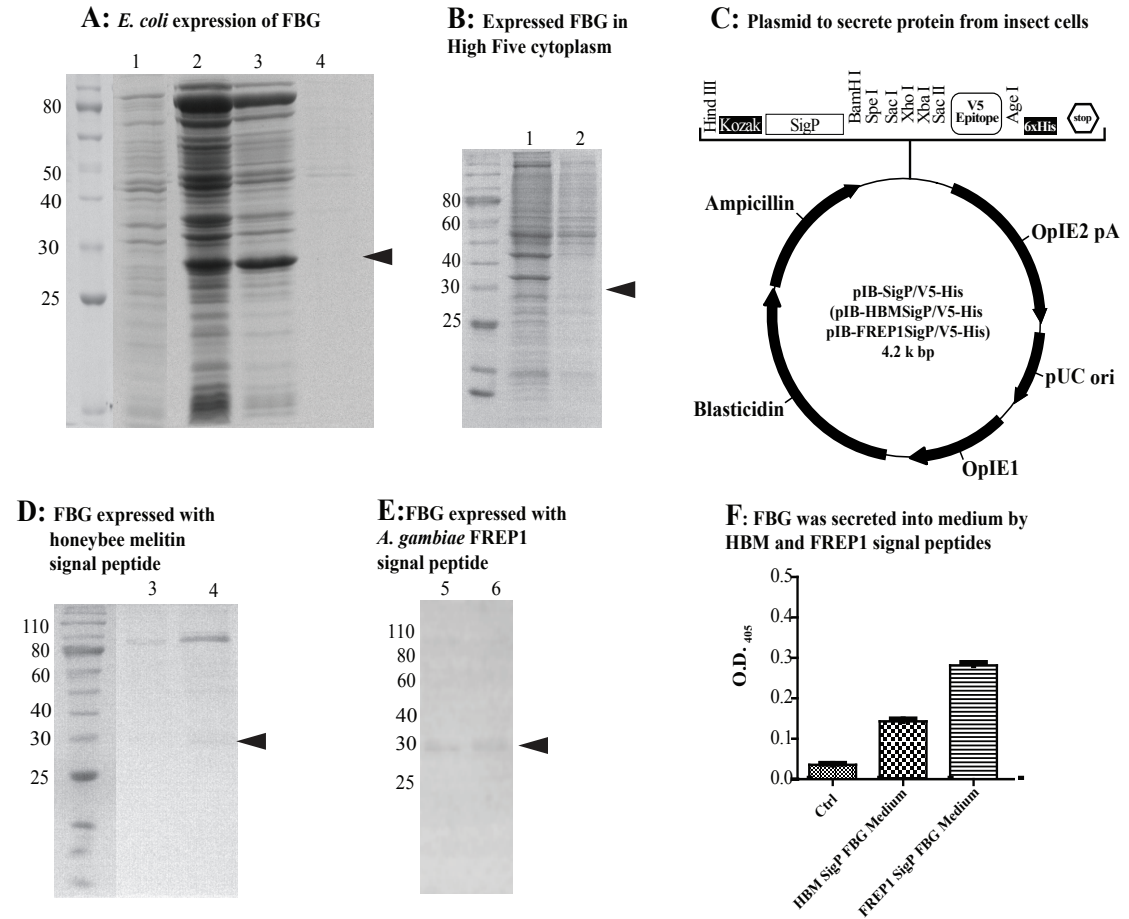 A: E. coli expression of FBG
1 2 3 4
80
50
40
30
25
B: Expressed FBG in
High Five cytoplasm
1 2
80
60
40
30
25
C: Plasmid to secrete protein from insect cells
Hind III
Kozak
SigP
BamH I
Spe I
Sac I
Xho I
Xba I
Sac II
V5
Epitope
Age I
6xHis
stop
Ampicillin
OpIE2 pA
pIB-SigP/V5-His
(pIB-HBMSigP/V5-His
pIB-FREP1SigP/V5-His)
4.2 k bp
pUC ori
Blasticidin
OpIE1
D: FBG expressed with
honeybee melitin
signal peptide
3 4
110
80
60
40
30
25
E:FBG expressed with
A. gambiae FREP1
signal peptide
5 6
110
80
60
40
30
25
F: FBG was secreted into medium by
HBM and FREP1 signal peptides
O.D. 405
0.5
0.4
0.3
0.2
0.1
0.0
Ctrl
HBM SigP FBG Medium
FREP1 SigP FBG Medium